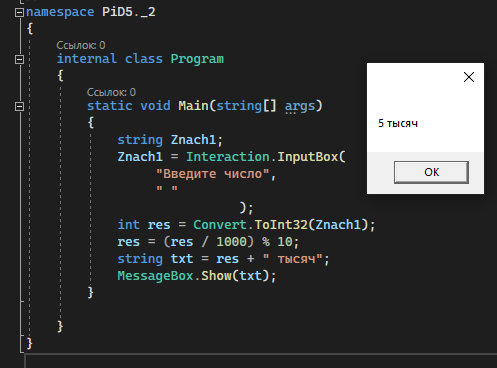 namespace PiD5._2
{
Ссылок: 0
internal class Program
{
Ссылок: 0
static void Main(string[] args)
{
string Znach1;
Znach1 = Interaction.InputBox(
"Введите число",
" "
);
int res = Convert.ToInt32(Znach1);
res = (res / 1000) % 10;
string txt = res + " тысяч";
MessageBox.Show(txt);
}
}
}
5 тысяч
OK